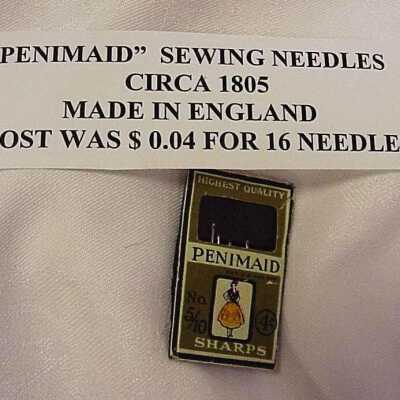 PENIMAID” SEWING NEEDLES
CIRCA 1805
MADE IN ENGLAND
OST WAS $ 0.04 FOR 16 NEEDLE
HIGHEST QUALITY
PENIMAID
No. 5/10
SHARPS